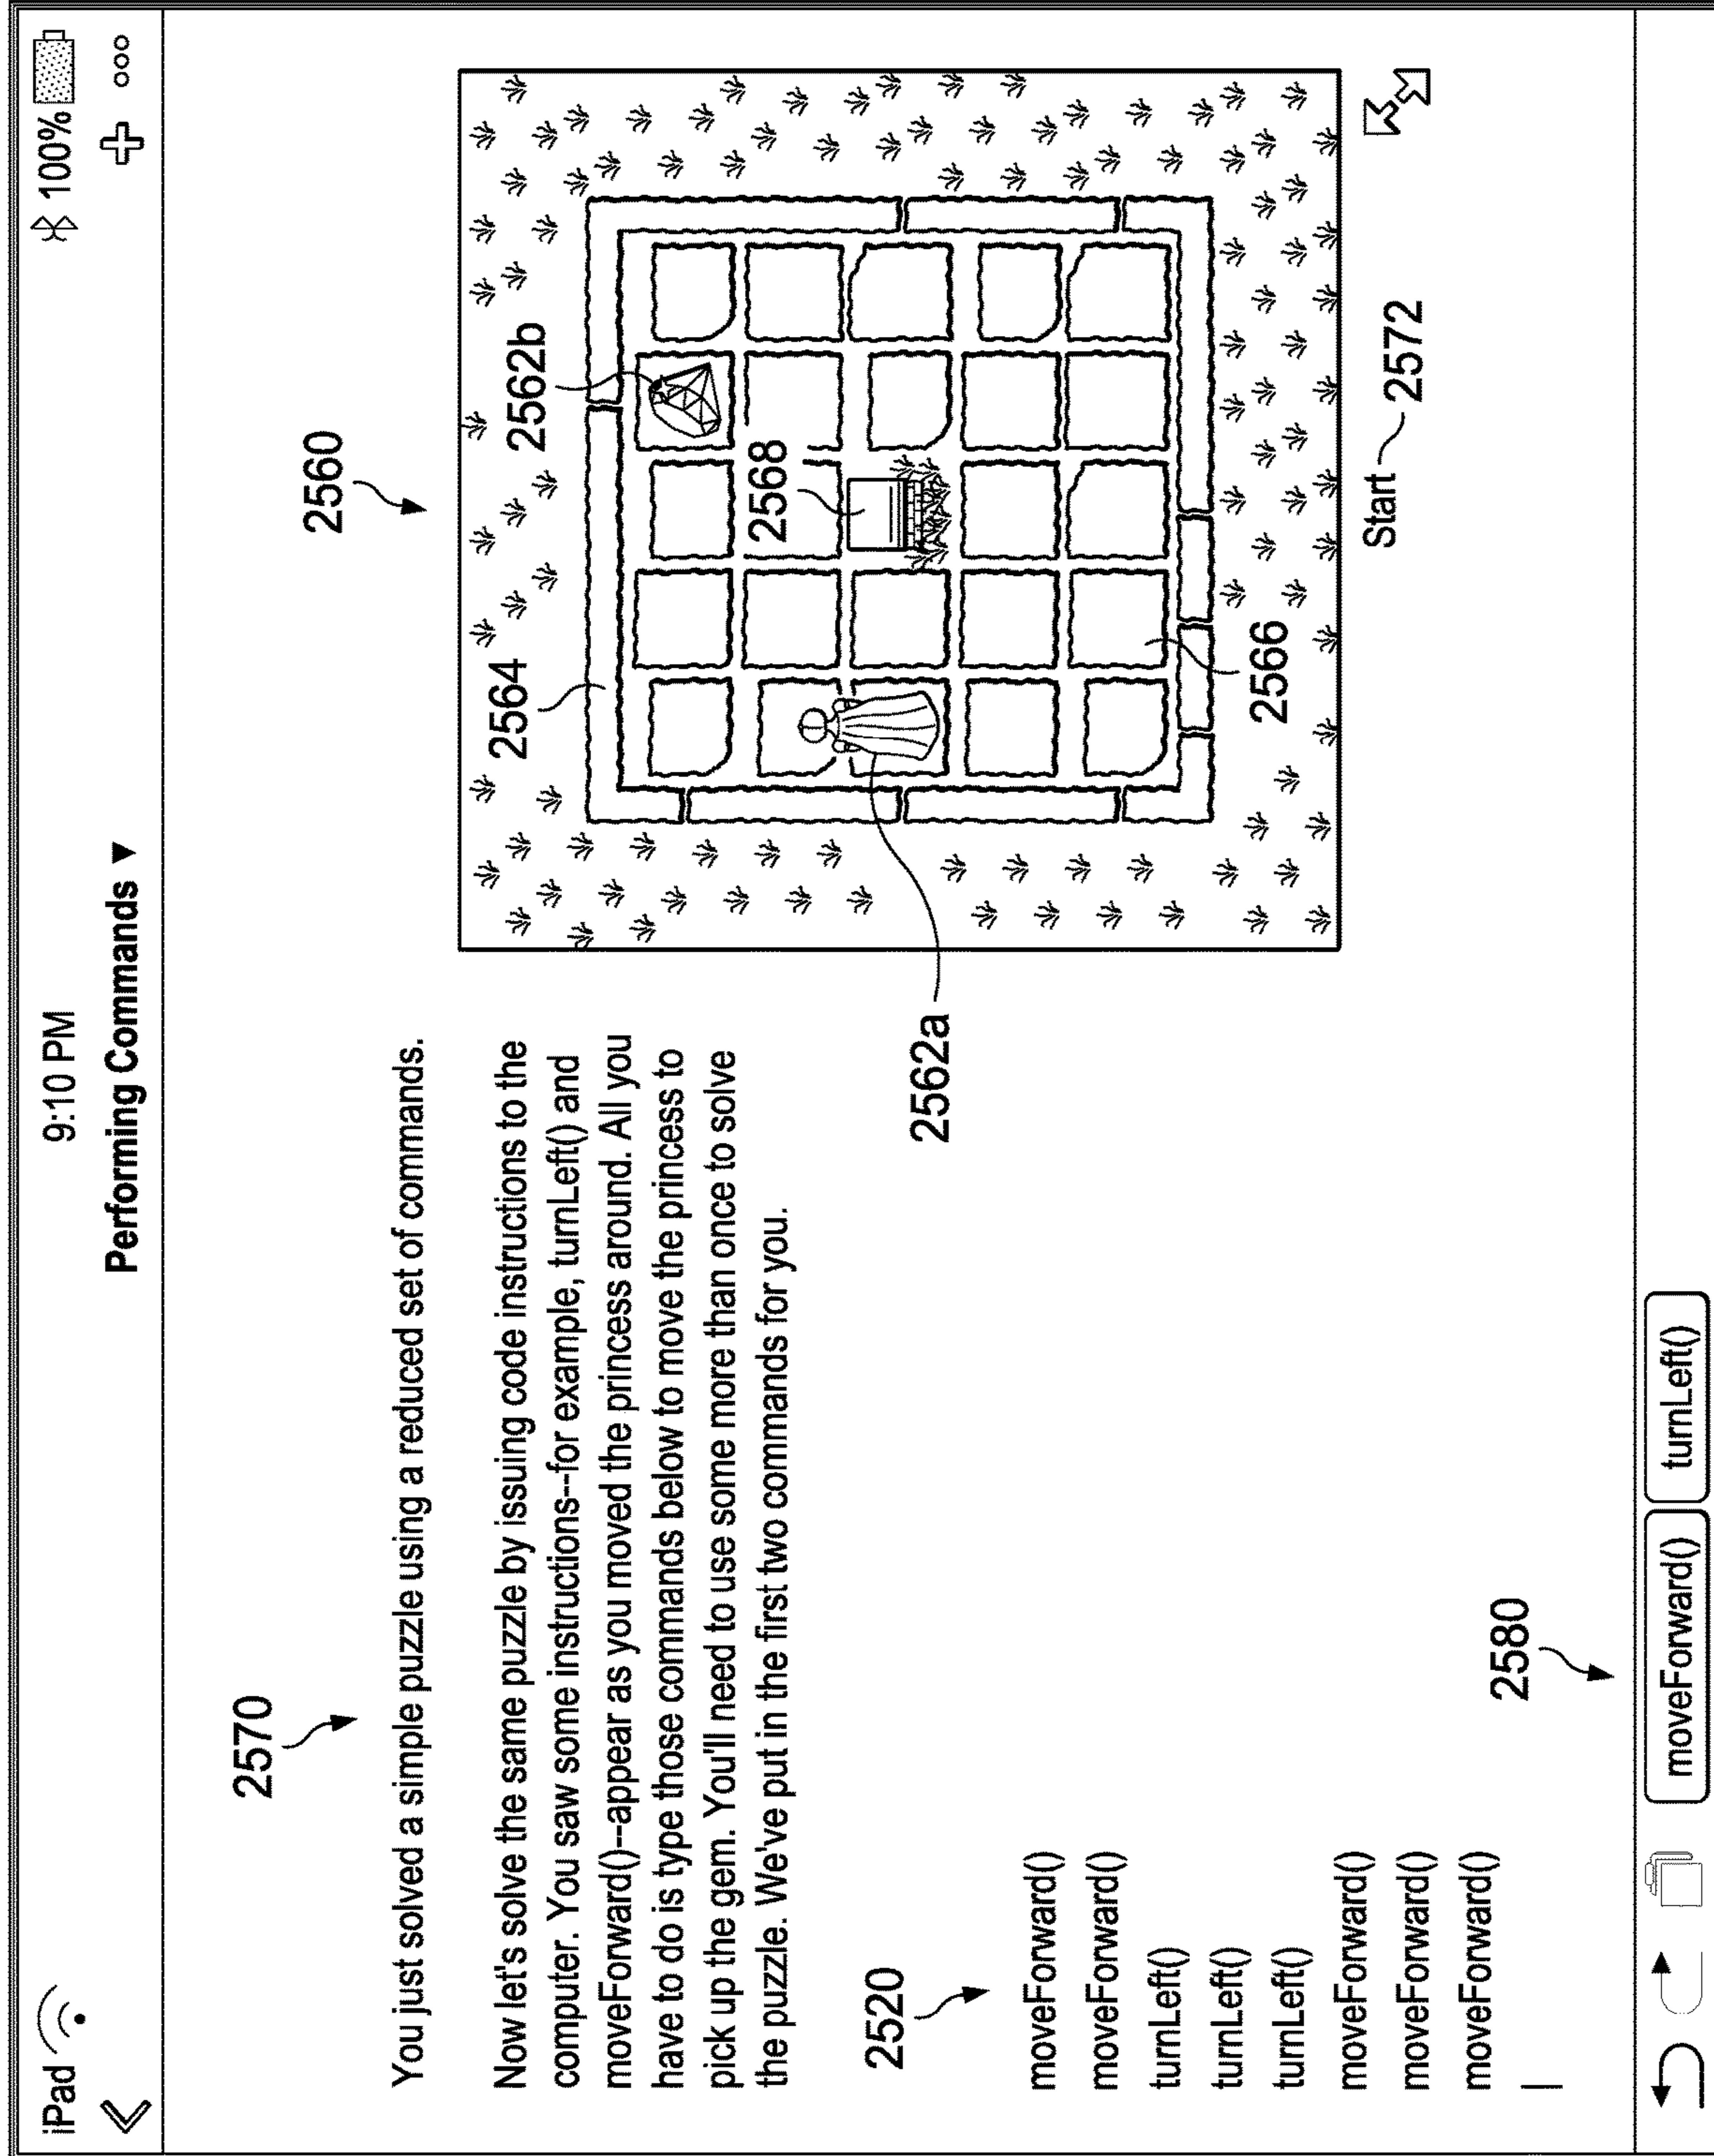 iPad
9:10 PM
100%
Performing Commands
2570
You just solved a simple puzzle using a reduced set of commands.
Now let's solve the same puzzle by issuing code instructions to the
computer. You saw some instructions--for example, turnLeft() and
moveForward()--appear as you moved the princess around. All you
have to do is type those commands below to move the princess to
pick up the gem. You'll need to use some more than once to solve
the puzzle. We've put in the first two commands for you.
2520
moveForward()
moveForward()
turnLeft()
turnLeft()
turnLeft()
moveForward()
moveForward()
moveForward()
2560
2564
2562b
2568
2562a
2566
Start
2572
2580
moveForward()
turnLeft()